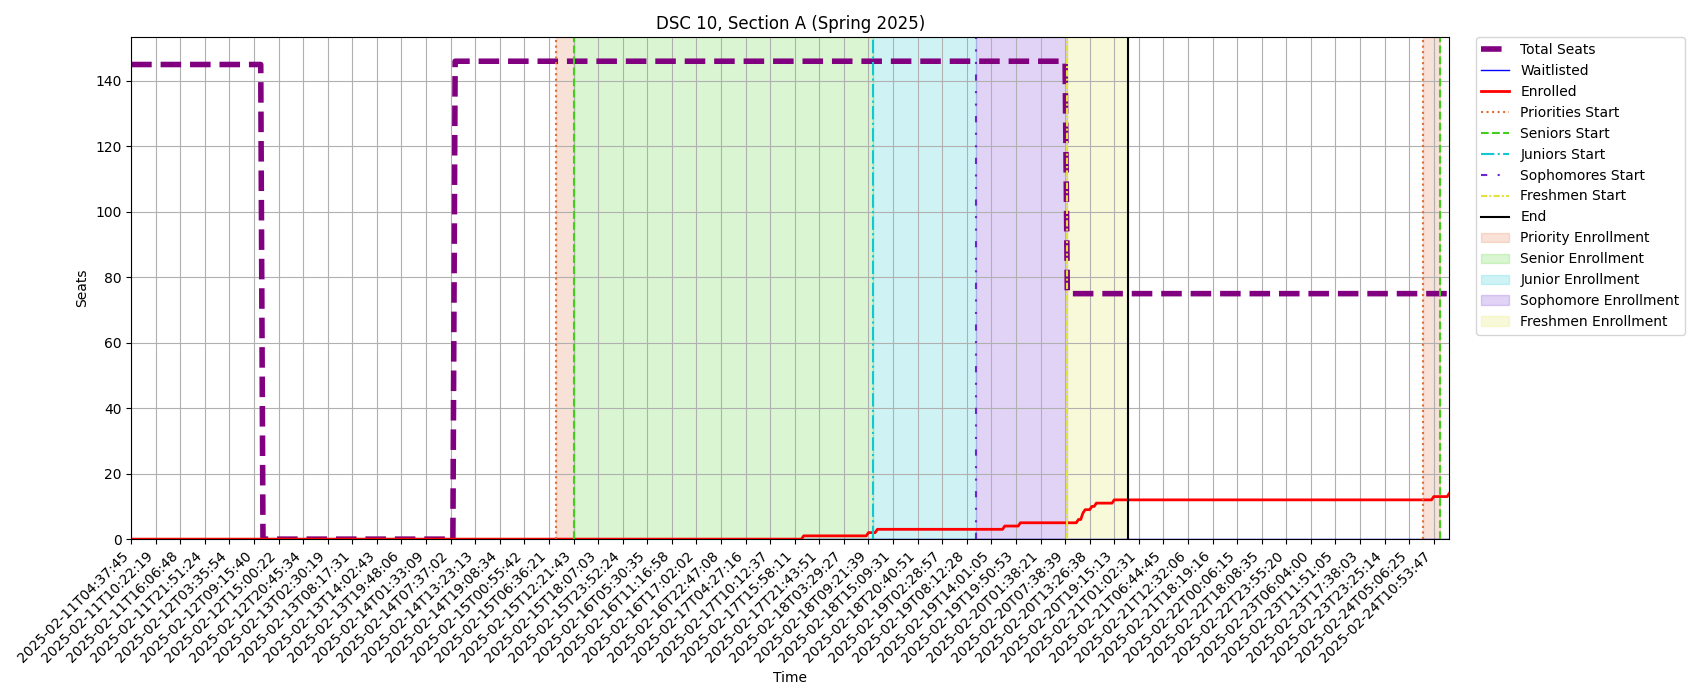 DSC 10, Section A (Spring 2025)
Seats
140
120
100
80
60
40
20
0
2025-02-11T04:37:45
2025-02-11T10:22:19
2025-02-11T16:06:48
2025-02-11T21:51:24
2025-02-12T03:35:54
2025-02-12T09:15:40
2025-02-12T15:00:22
2025-02-12T20:45:34
2025-02-13T02:30:19
2025-02-13T08:17:31
2025-02-13T14:02:43
2025-02-13T19:48:06
2025-02-14T01:33:09
2025-02-14T07:37:02
2025-02-14T13:23:13
2025-02-14T19:08:34
2025-02-15T00:55:42
2025-02-15T06:36:21
2025-02-15T12:21:43
2025-02-15T18:07:03
2025-02-15T23:52:24
2025-02-16T05:30:35
2025-02-16T11:16:58
2025-02-16T17:02:02
2025-02-16T22:47:08
2025-02-17T04:27:16
2025-02-17T10:12:37
2025-02-17T15:58:11
2025-02-17T21:43:51
2025-02-18T03:29:27
2025-02-18T09:21:39
2025-02-18T15:09:31
2025-02-18T20:40:51
2025-02-19T02:28:57
2025-02-19T08:12:28
2025-02-19T14:01:05
2025-02-19T19:50:53
2025-02-20T01:38:21
2025-02-20T07:38:39
2025-02-20T13:26:38
2025-02-20T19:15:13
2025-02-21T01:02:31
2025-02-21T06:44:45
2025-02-21T12:32:06
2025-02-21T18:19:16
2025-02-22T00:06:15
2025-02-22T18:08:35
2025-02-22T23:55:20
2025-02-23T06:04:00
2025-02-23T11:51:05
2025-02-23T17:38:03
2025-02-23T23:25:14
2025-02-24T05:06:25
2025-02-24T10:53:47
Time
Total Seats
Waitlisted
Enrolled
Priorities Start
Seniors Start
Juniors Start
Sophomores Start
Freshmen Start
End
Priority Enrollment
Senior Enrollment
Junior Enrollment
Sophomore Enrollment
Freshmen Enrollment